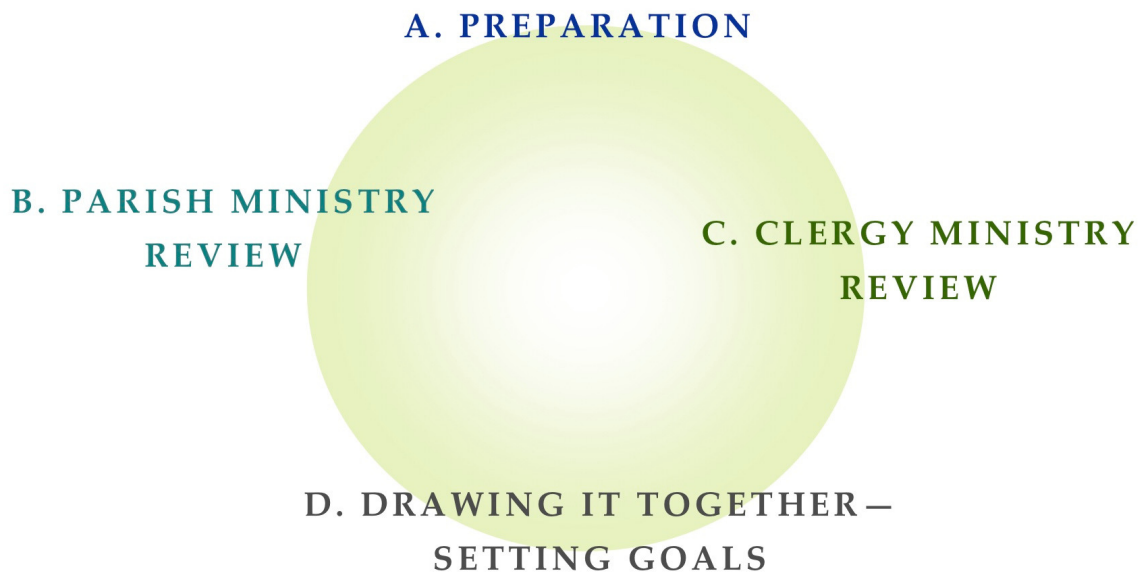 A. PREPARATION
B. PARISH MINISTRY
REVIEW
C. CLERGY MINISTRY
REVIEW
D. DRAWING IT TOGETHER—
SETTING GOALS